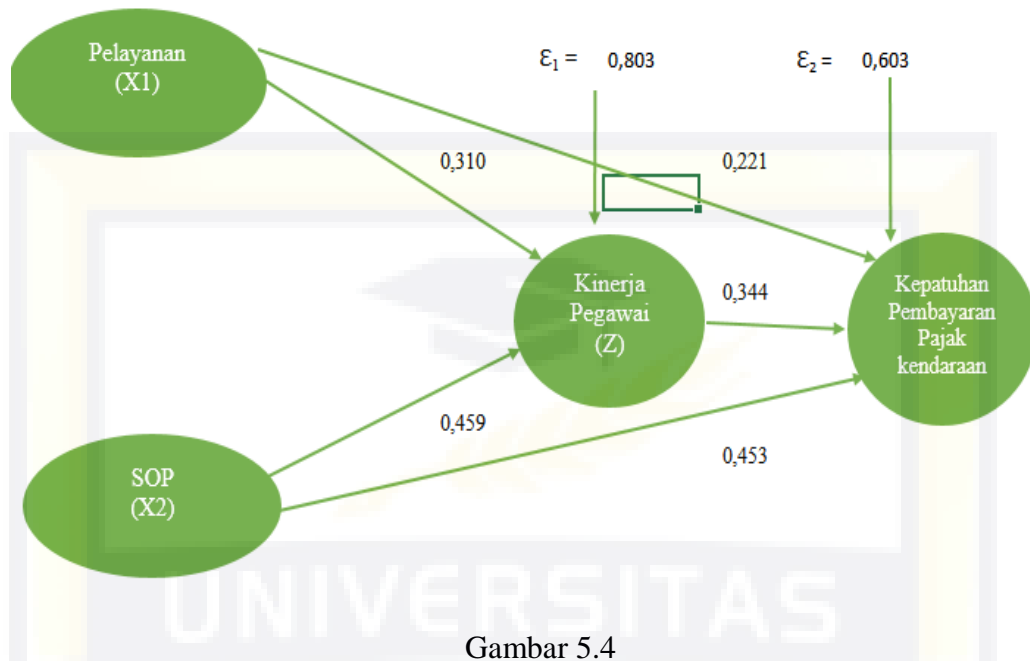 Pelayanan
(X1)
Ɛ1 = 0,803
Ɛ2 = 0,603
0,310
0,221
Kinerja
Pegawai
(Z)
0,344
Kepatuhan
Pembayaran
Pajak
kendaraan
0,459
0,453
SOP
(X2)
UNIVERSITAS
Gambar 5.4